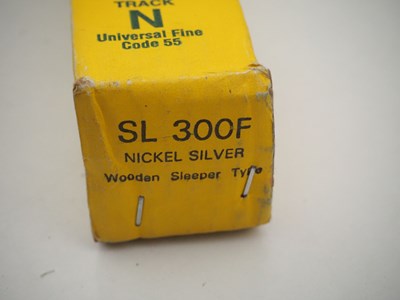 TRACK
N
Universal Fine
Code 55
SL 300F
NICKEL SILVER
Wooden Sleeper Type